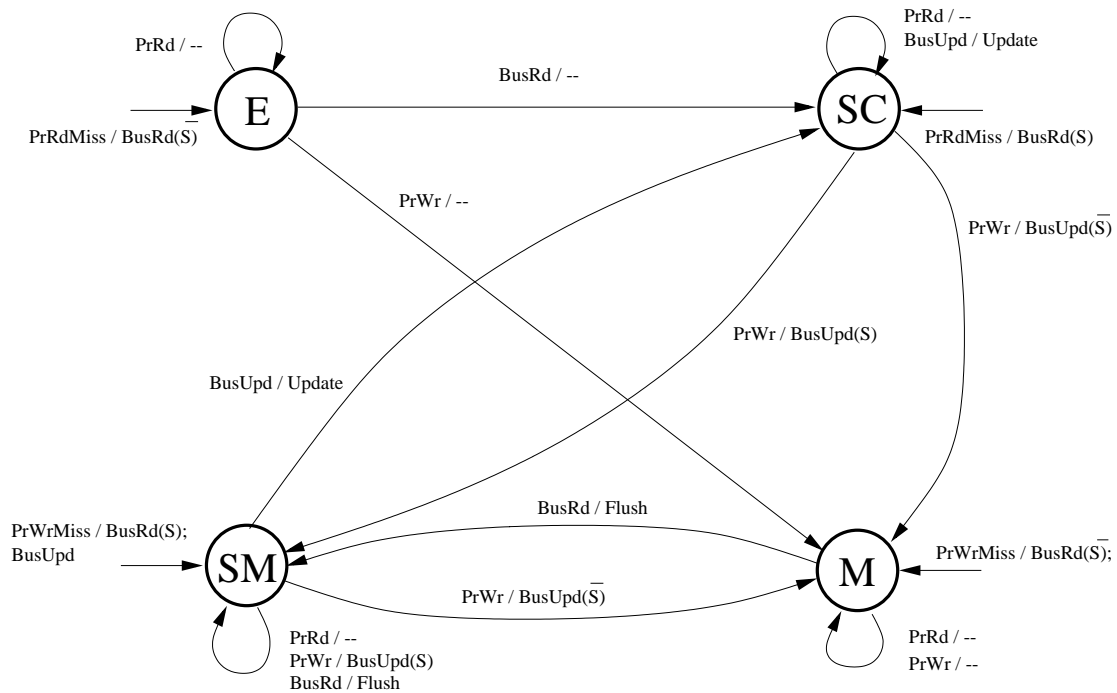 PrRd / --
PrRd / --
BusUpd / Update
BusRd / --
E
SC
PrRdMiss / BusRd(S̅)
PrRdMiss / BusRd(S)
PrWr / --
PrWr / BusUpd(S̅)
PrWr / BusUpd(S)
BusUpd / Update
BusRd / Flush
PrWrMiss / BusRd(S);
BusUpd
SM
M
PrWrMiss / BusRd(S̅);
PrWr / BusUpd(S̅)
PrRd / --
PrWr / BusUpd(S)
BusRd / Flush
PrRd / --
PrWr / --